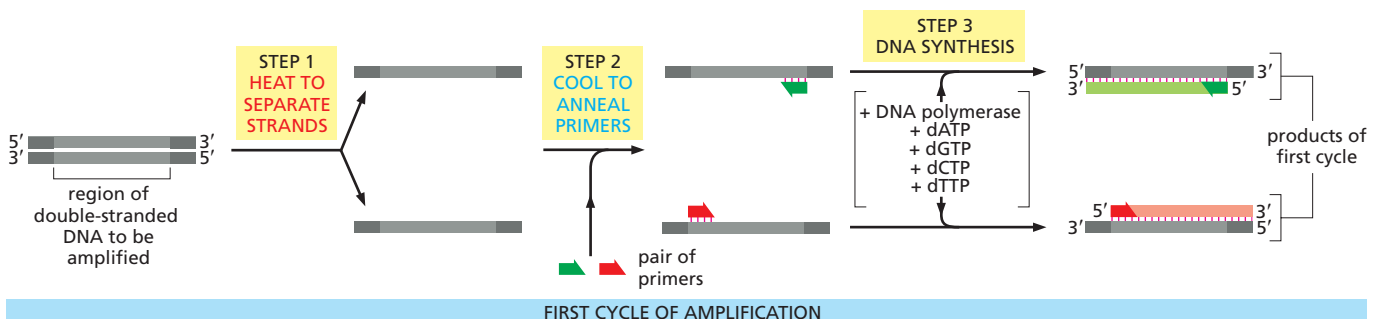 5′ 3′
3′ 5′
region of
double-stranded
DNA to be
amplified
STEP 1
HEAT TO
SEPARATE
STRANDS
STEP 2
COOL TO
ANNEAL
PRIMERS
pair of
primers
STEP 3
DNA SYNTHESIS
+ DNA polymerase
+ dATP
+ dGTP
+ dCTP
+ dTTP
5′ 3′
3′ 5′
5′ 3′
3′ 5′
products of
first cycle
FIRST CYCLE OF AMPLIFICATION